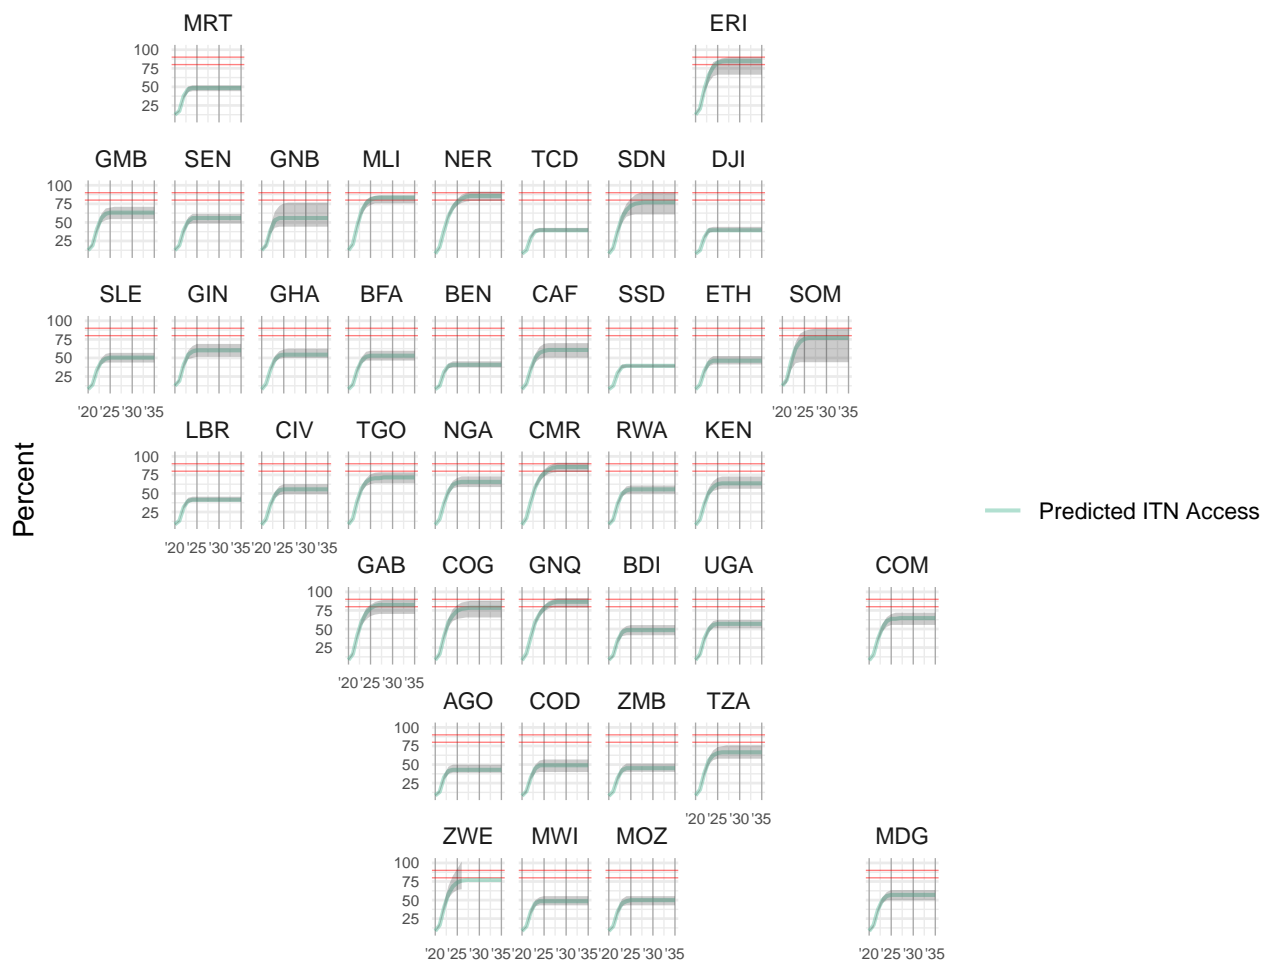 MRT ERI
100
75
50
25
GMB SEN GNB MLI NER TCD SDN DJI
100
75
50
25
SLE GIN GHA BFA BEN CAF SSD ETH SOM
100
75
50
25
'20 '25 '30 '35 '20 '25 '30 '35
LBR CIV TGO NGA CMR RWA KEN
100
75
50
25
'20 '25 '30 '35 '20 '25 '30 '35
Percent
Predicted ITN Access
GAB COG GNQ BDI UGA COM
100
75
50
25
'20 '25 '30 '35
AGO COD ZMB TZA
100
75
50
25
'20 '25 '30 '35
ZWE MWI MOZ MDG
100
75
50
25
'20 '25 '30 '35 '20 '25 '30 '35 '20 '25 '30 '35 '20 '25 '30 '35